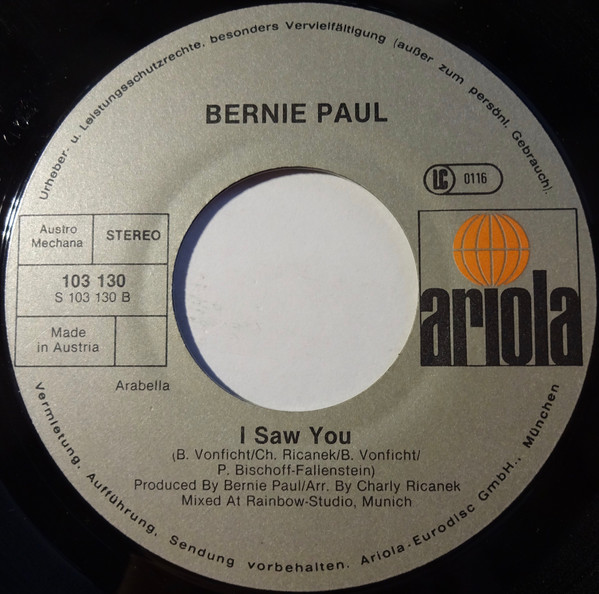 Urheber- u. Leistungsschutzrechte, besonders Vervielfältigung (außer zum persönl. Gebrauch).
BERNIE PAUL
LC 0116
Austro
Mechana
STEREO
103 130
S 103 130 B
Made
in Austria
ariola
Arabella
I Saw You
(B. Vonficht/Ch. Ricanek/B. Vonficht/
P. Bischoff-Fallenstein)
Produced By Bernie Paul/Arr. By Charly Ricanek
Mixed At Rainbow-Studio, Munich
Vermietung, Aufführung, Sendung vorbehalten. Ariola-Eurodisc GmbH., München